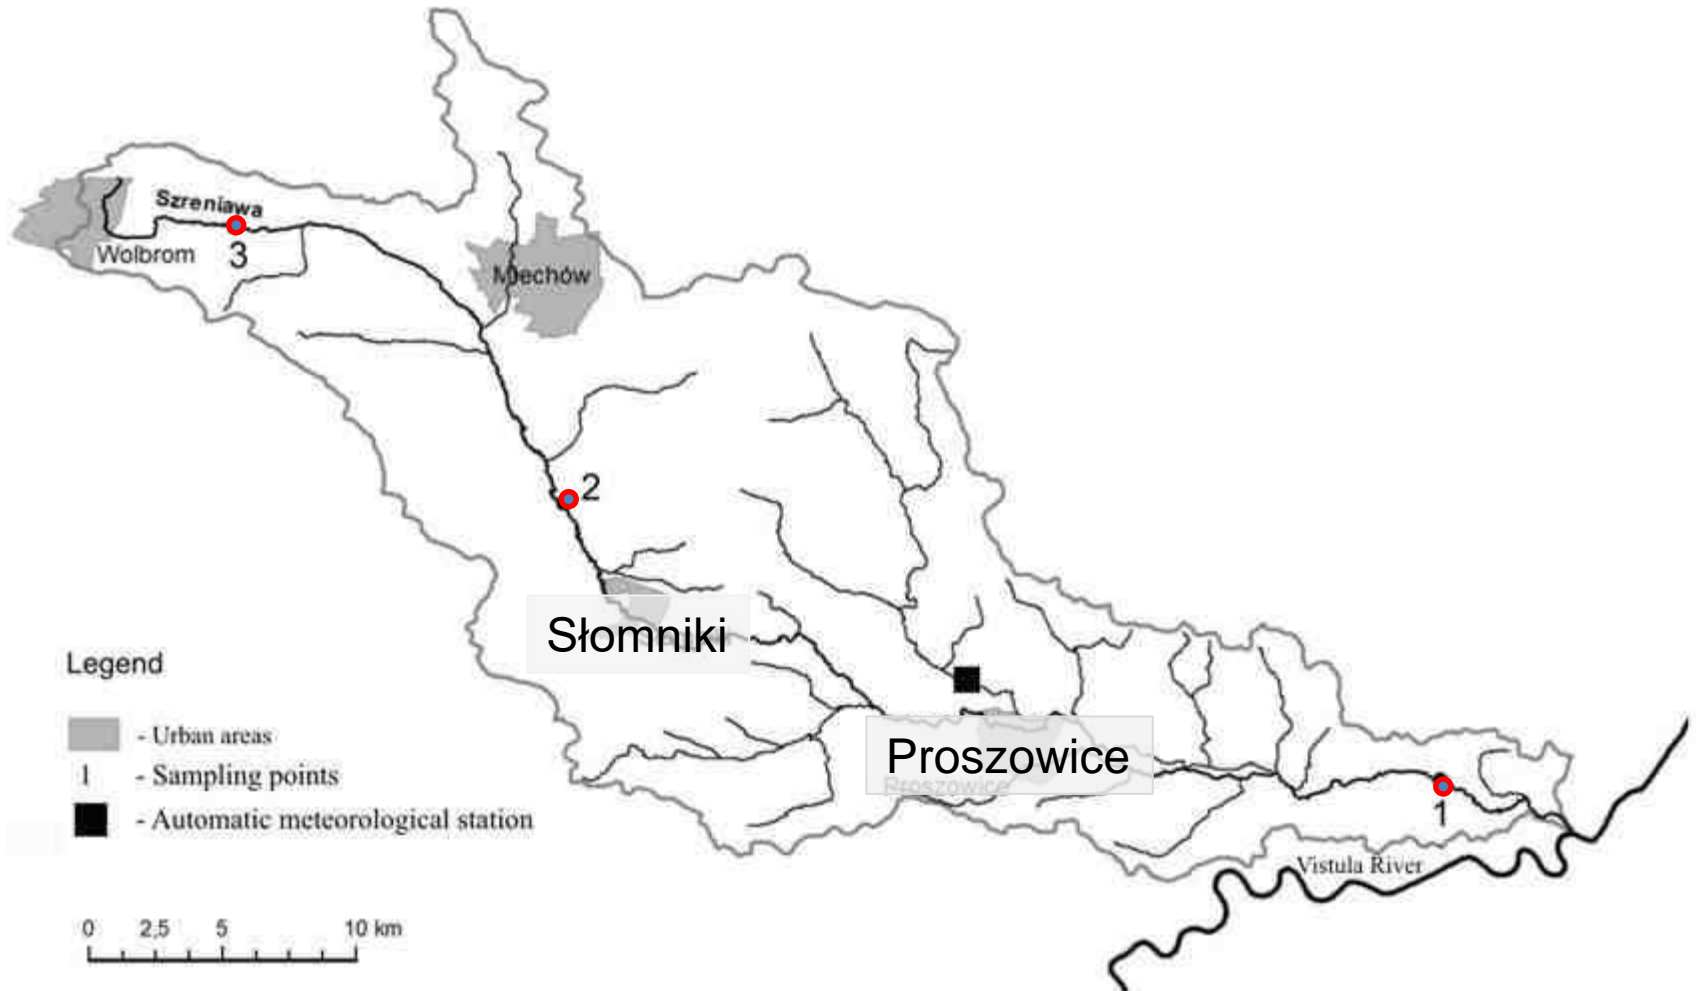 Szreniawa
Wolbrom
3
Miechów
2
Słomniki
Proszowice
Proszowice
1
Vistula River
Legend
- Urban areas
1 - Sampling points
- Automatic meteorological station
0 2,5 5 10 km